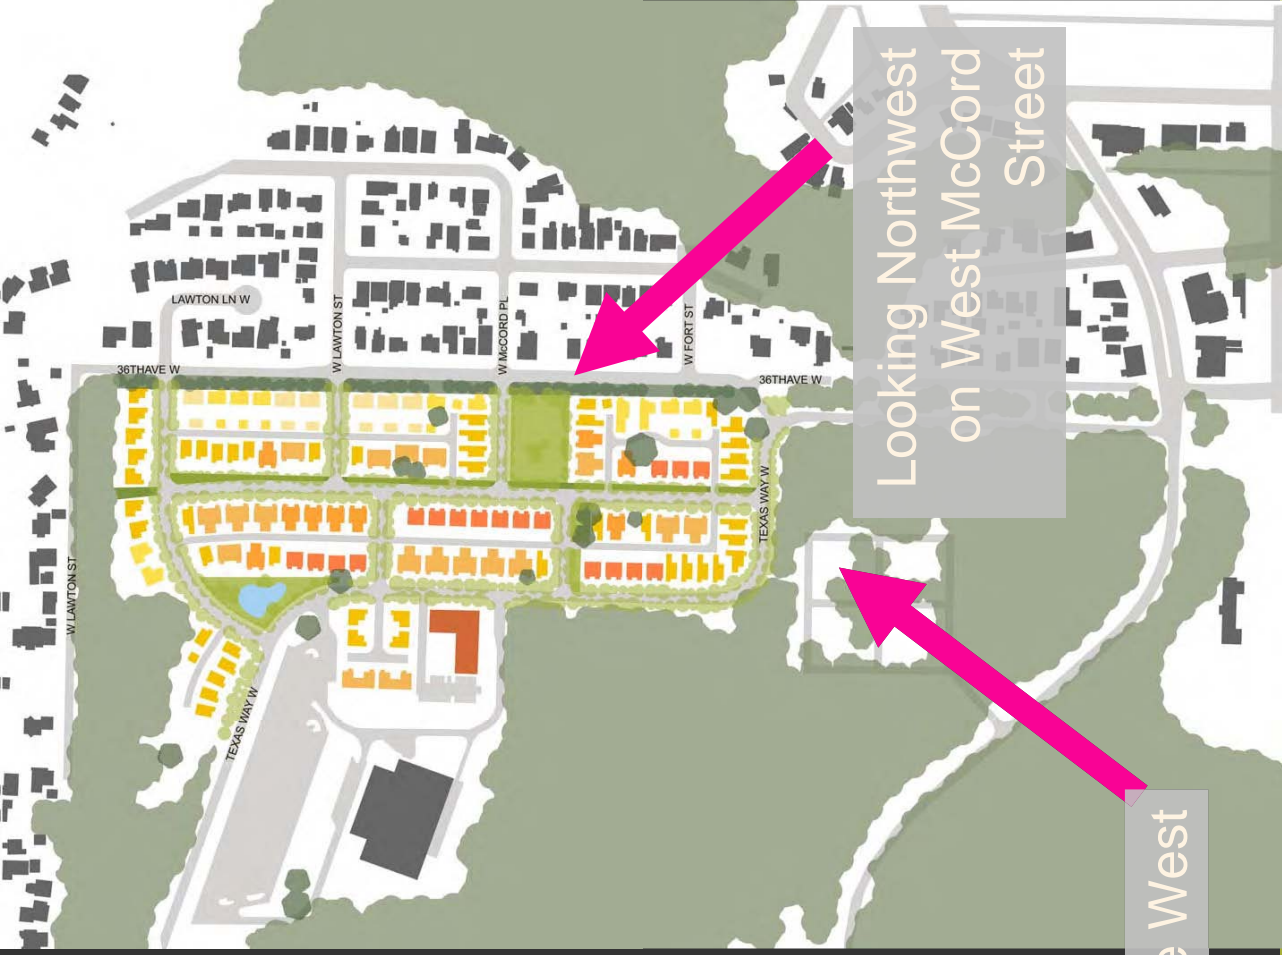 Looking Northwest
on West McCord
Street
LAWTON LN W
W LAWTON ST
W McCORD PL
W FORT ST
36THAVE W
36THAVE W
TEXAS WAY W
W LAWTON ST
TEXAS WAY W
West